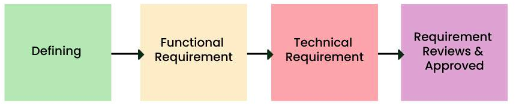 Defining
Functional
Requirement
Technical
Requirement
Requirement
Reviews &
Approved